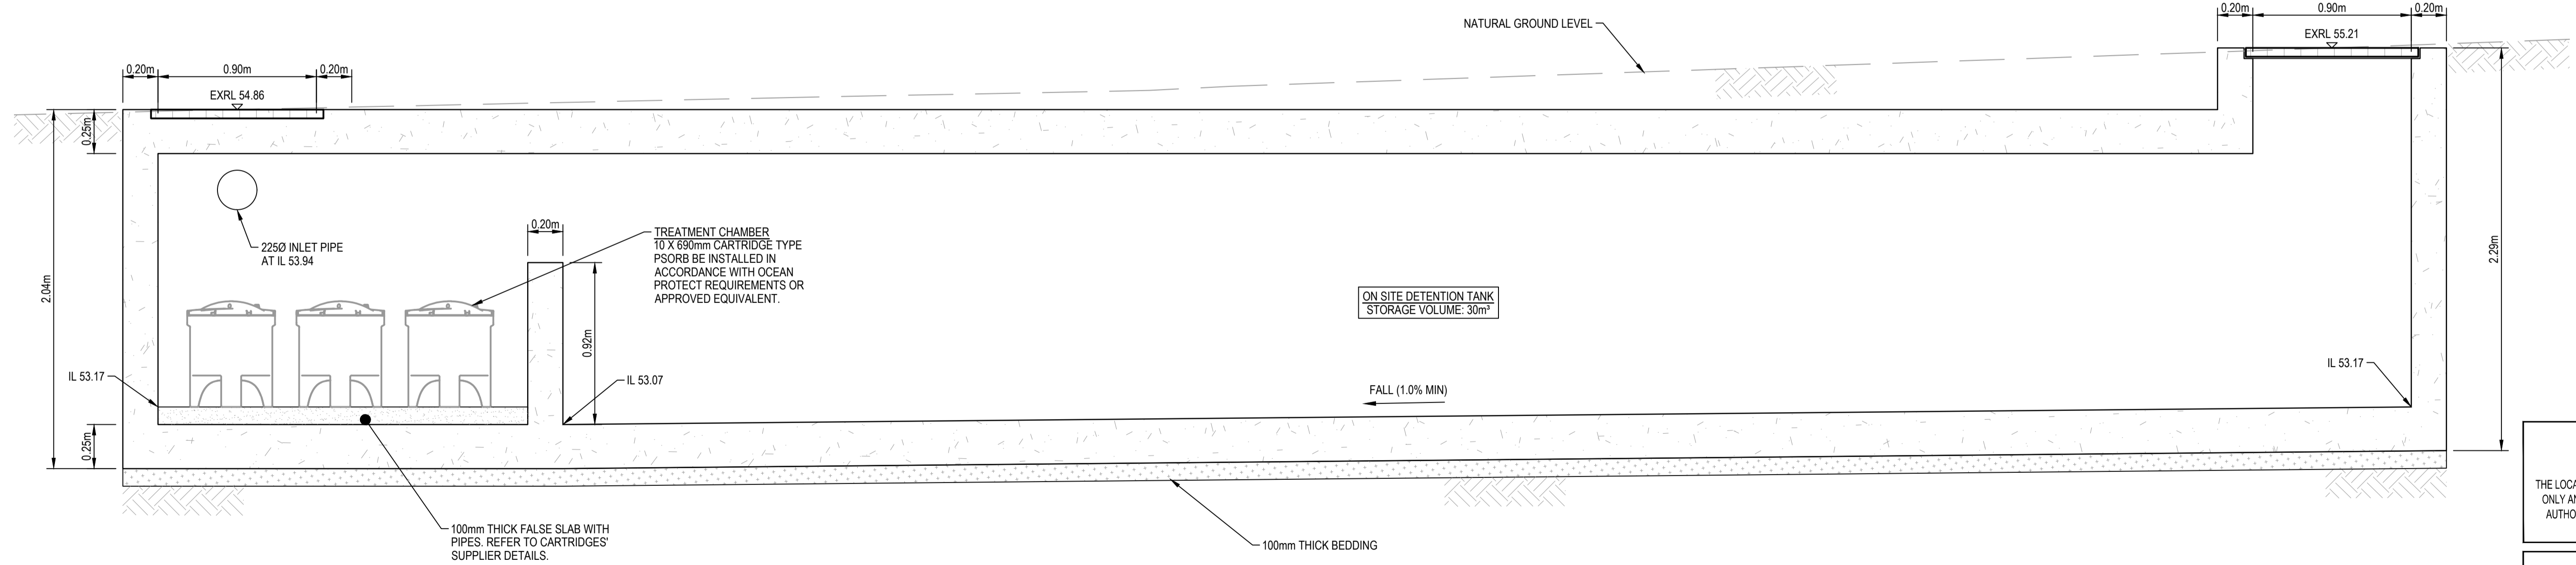 NATURAL GROUND LEVEL
0.20m
0.90m
0.20m
EXRL 55.21
0.20m
0.90m
0.20m
EXRL 54.86
0.25m
2.04m
225Ø INLET PIPE
AT IL 53.94
0.20m
TREATMENT CHAMBER
10 X 690mm CARTRIDGE TYPE
PSORB BE INSTALLED IN
ACCORDANCE WITH OCEAN
PROTECT REQUIREMENTS OR
APPROVED EQUIVALENT.
0.92m
ON SITE DETENTION TANK
STORAGE VOLUME: 30m³
2.29m
IL 53.17
IL 53.07
FALL (1.0% MIN)
IL 53.17
0.25m
100mm THICK FALSE SLAB WITH
PIPES. REFER TO CARTRIDGES'
SUPPLIER DETAILS.
100mm THICK BEDDING
THE LOCA
ONLY AN
AUTHO